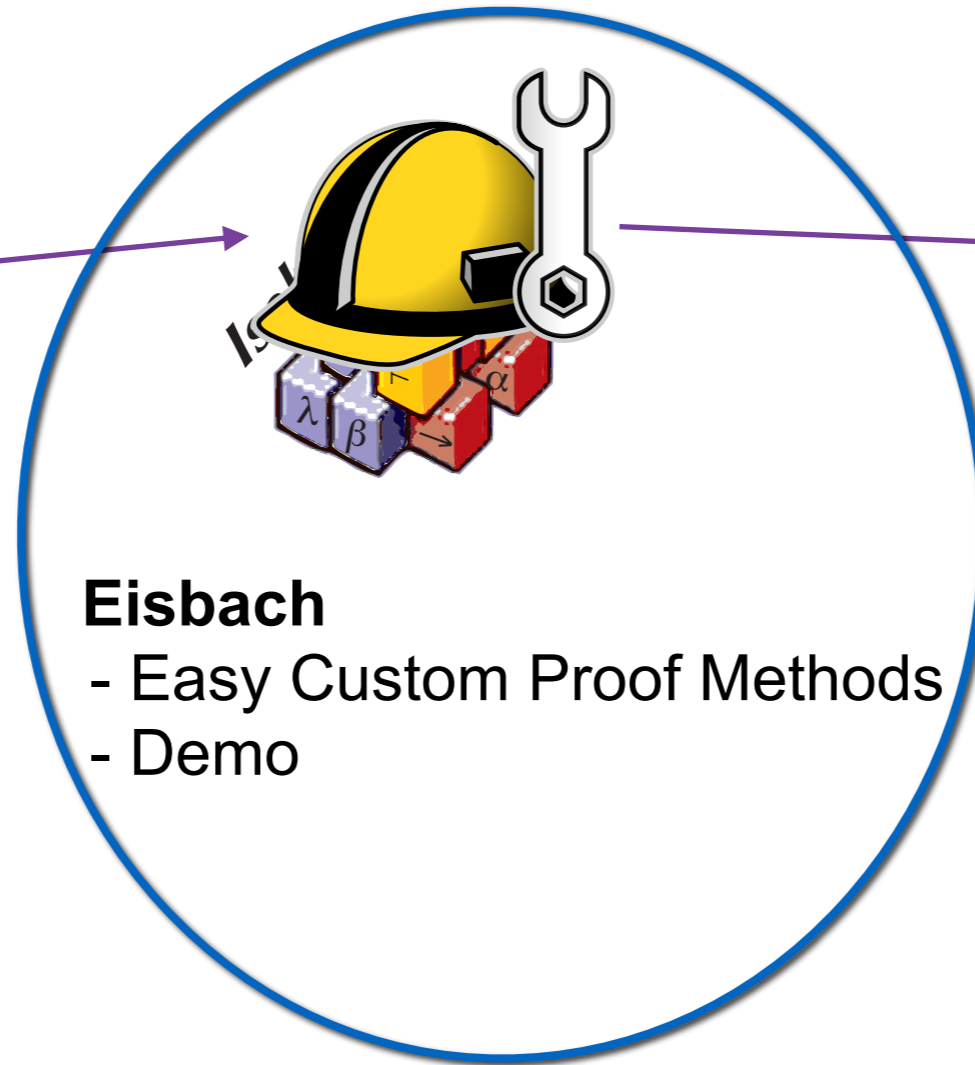 λ β → α
Eisbach
- Easy Custom Proof Methods
- Demo